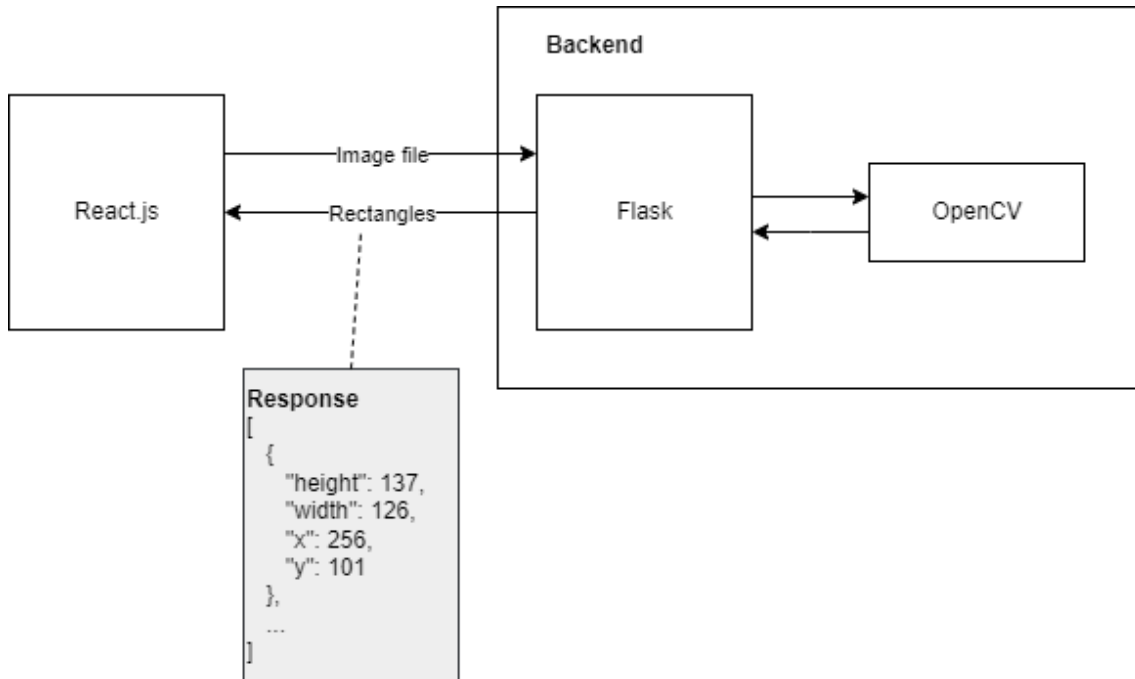 Backend
React.js
Image file
Rectangles
Flask
OpenCV
Response
[
{
"height": 137,
"width": 126,
"x": 256,
"y": 101
},
...
]